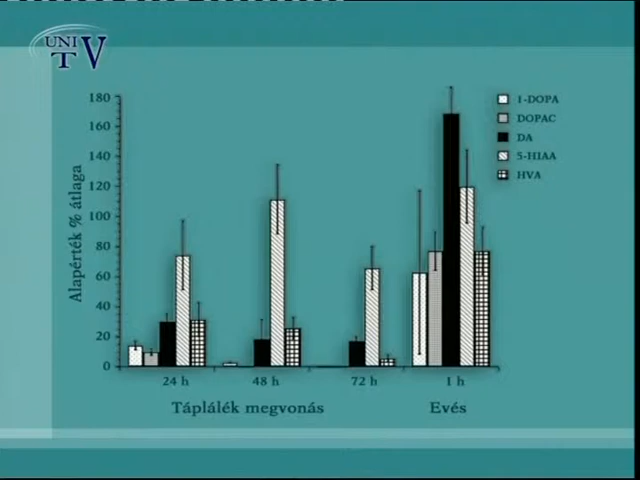 UNI
TV
180
160
140
120
100
80
60
40
20
0
Alapérték % átlaga
24 h
48 h
72 h
1 h
Táplálék megvonás
Evés
1-DOPA
DOPAC
DA
5-HIAA
HVA